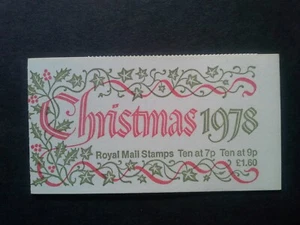 Christmas 1978
Royal Mail Stamps Ten at 7p Ten at 9p
£1.60